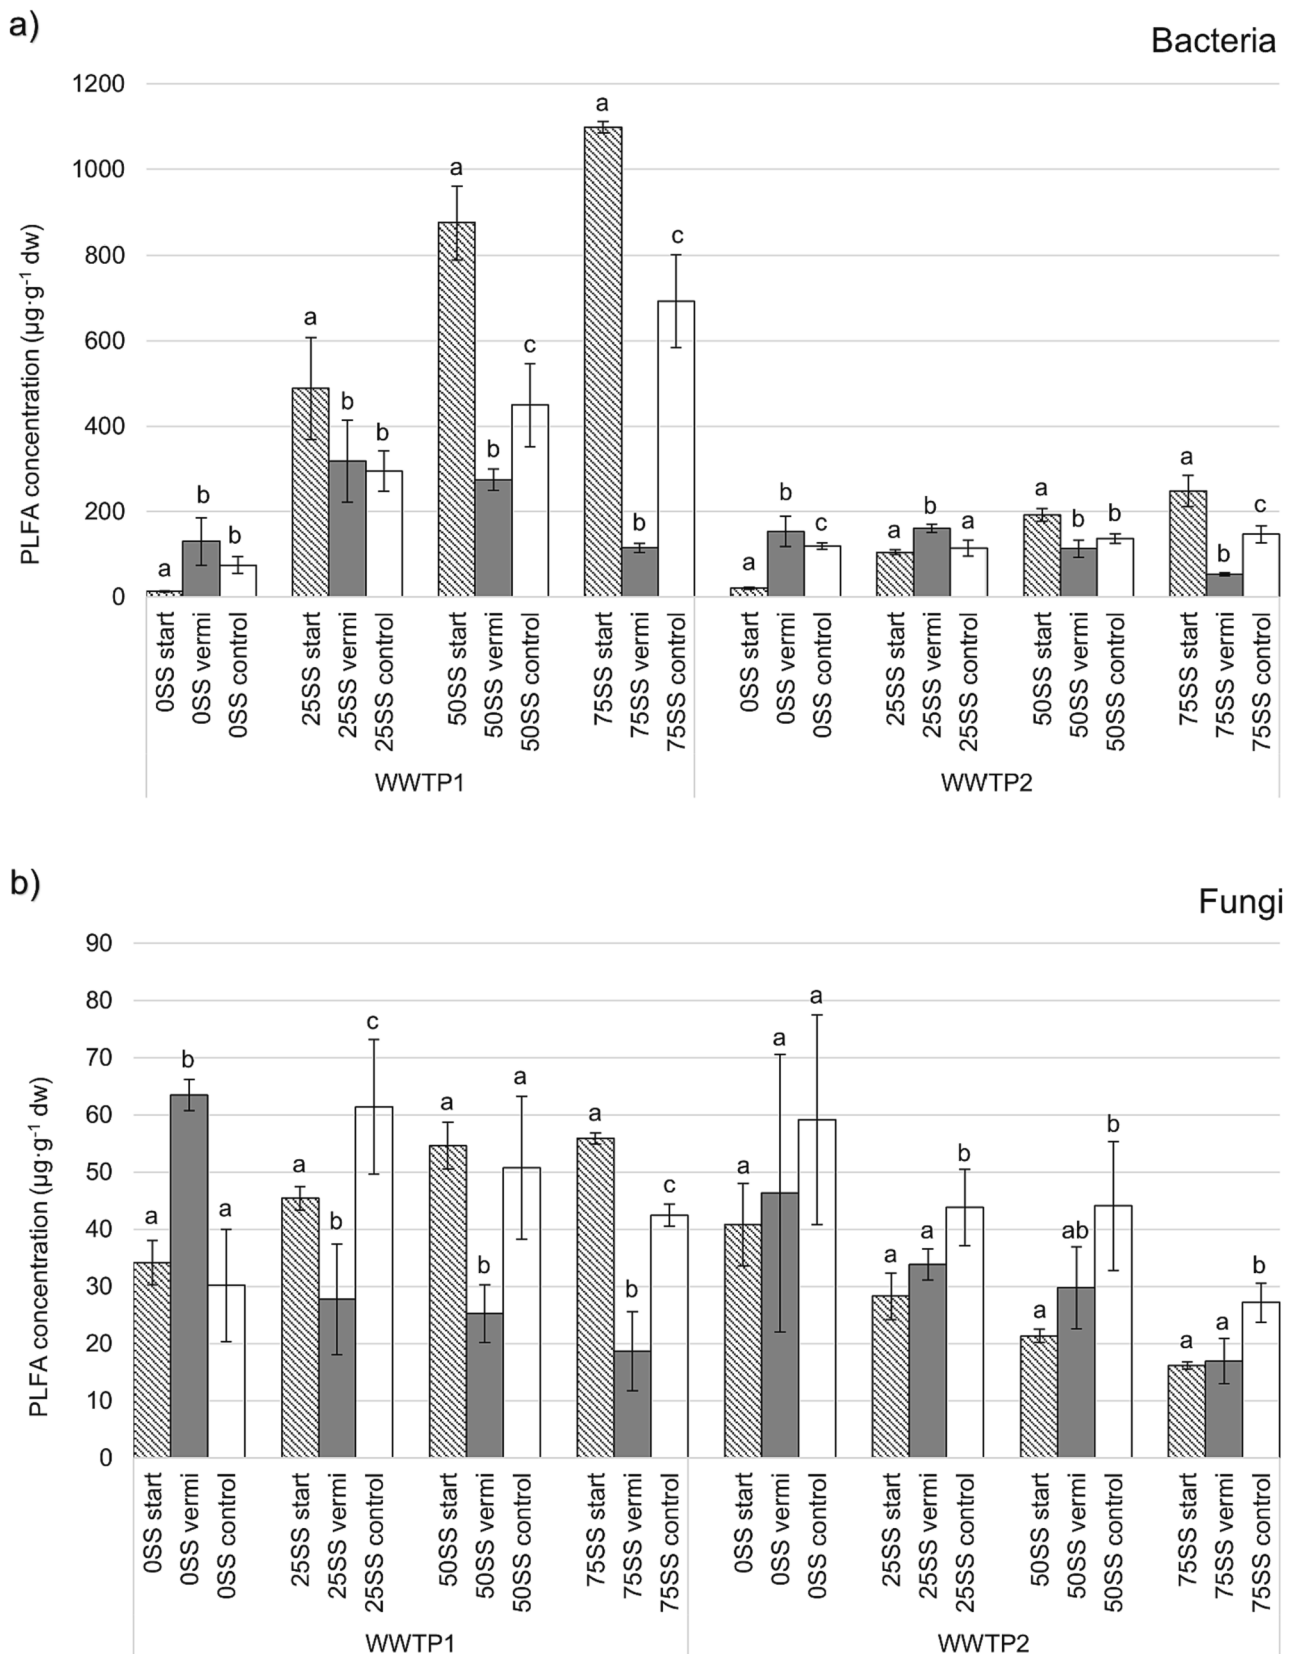 a)
Bacteria
1200
1000
800
600
400
200
0
PLFA concentration (µg·g⁻¹ dw)
a b b a b b a b c a b c a b c a b a a b b a b c
0SS start
0SS vermi
0SS control
25SS start
25SS vermi
25SS control
50SS start
50SS vermi
50SS control
75SS start
75SS vermi
75SS control
0SS start
0SS vermi
0SS control
25SS start
25SS vermi
25SS control
50SS start
50SS vermi
50SS control
75SS start
75SS vermi
75SS control
WWTP1
WWTP2
b)
Fungi
90
80
70
60
50
40
30
20
10
0
PLFA concentration (µg·g⁻¹ dw)
a b a a b c a b a a b c a a a a a b a ab b a a b
0SS start
0SS vermi
0SS control
25SS start
25SS vermi
25SS control
50SS start
50SS vermi
50SS control
75SS start
75SS vermi
75SS control
0SS start
0SS vermi
0SS control
25SS start
25SS vermi
25SS control
50SS start
50SS vermi
50SS control
75SS start
75SS vermi
75SS control
WWTP1
WWTP2